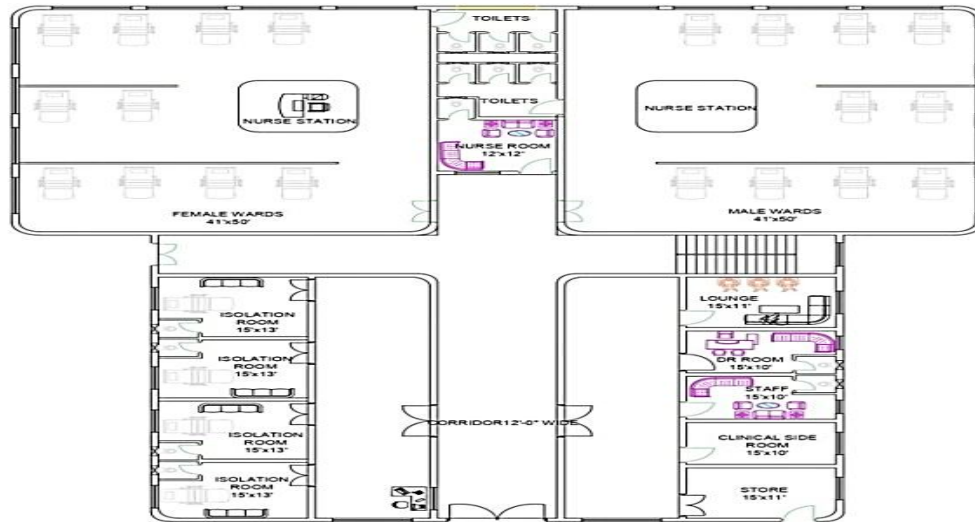 TOILETS
TOILETS
NURSE STATION
NURSE STATION
NURSE ROOM
12'x12'
FEMALE WARDS
41'x50'
MALE WARDS
41'x50'
ISOLATION
ROOM
15'x13'
ISOLATION
ROOM
15'x13'
ISOLATION
ROOM
15'x13'
ISOLATION
ROOM
15'x13'
CORRIDOR 12'-0" WIDE
LOUNGE
15'x11'
DR ROOM
15'x10'
STAFF
15'x10'
CLINICAL SIDE
ROOM
15'x10'
STORE
15'x11'